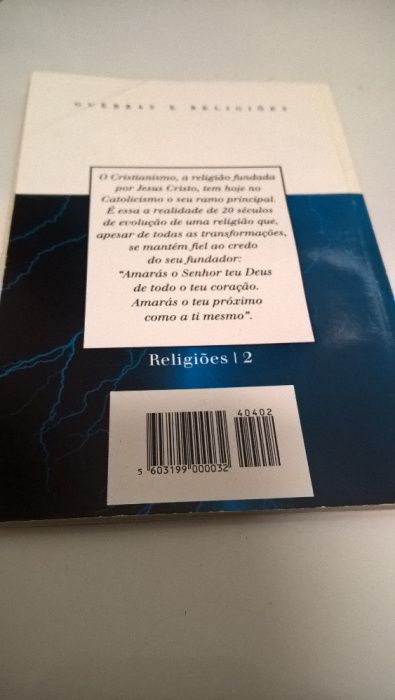 GUERRAS E RELIGIÕES
O Cristianismo, a religião fundada
por Jesus Cristo, tem hoje no
Catolicismo o seu ramo principal.
É essa a realidade de 20 séculos
de evolução de uma religião que,
apesar de todas as transformações,
se mantém fiel ao credo
do seu fundador:
“Amarás o Senhor teu Deus
de todo o teu coração.
Amarás o teu próximo
como a ti mesmo”.
Religiões | 2
40402
5 603199 000032